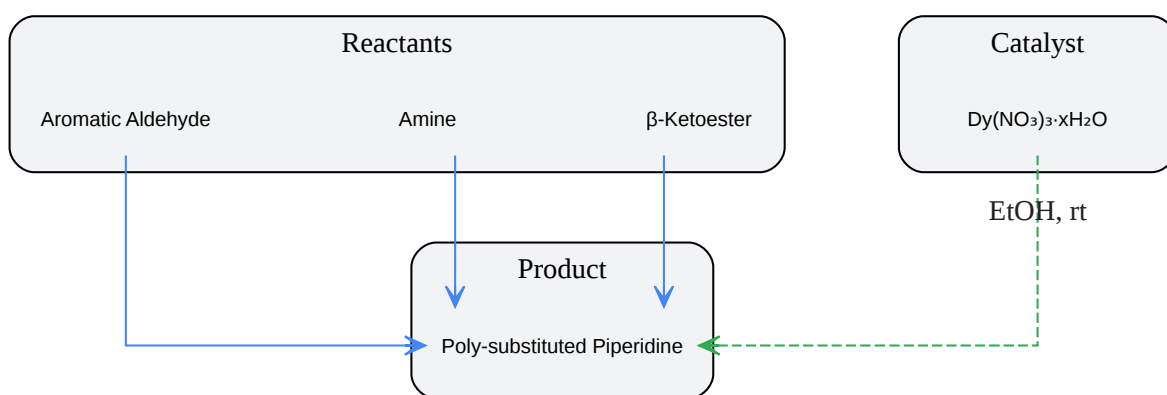 Reactants
Catalyst
Aromatic Aldehyde
Amine
β-Ketoester
Dy(NO₃)₃·xH₂O
EtOH, rt
Product
Poly-substituted Piperidine